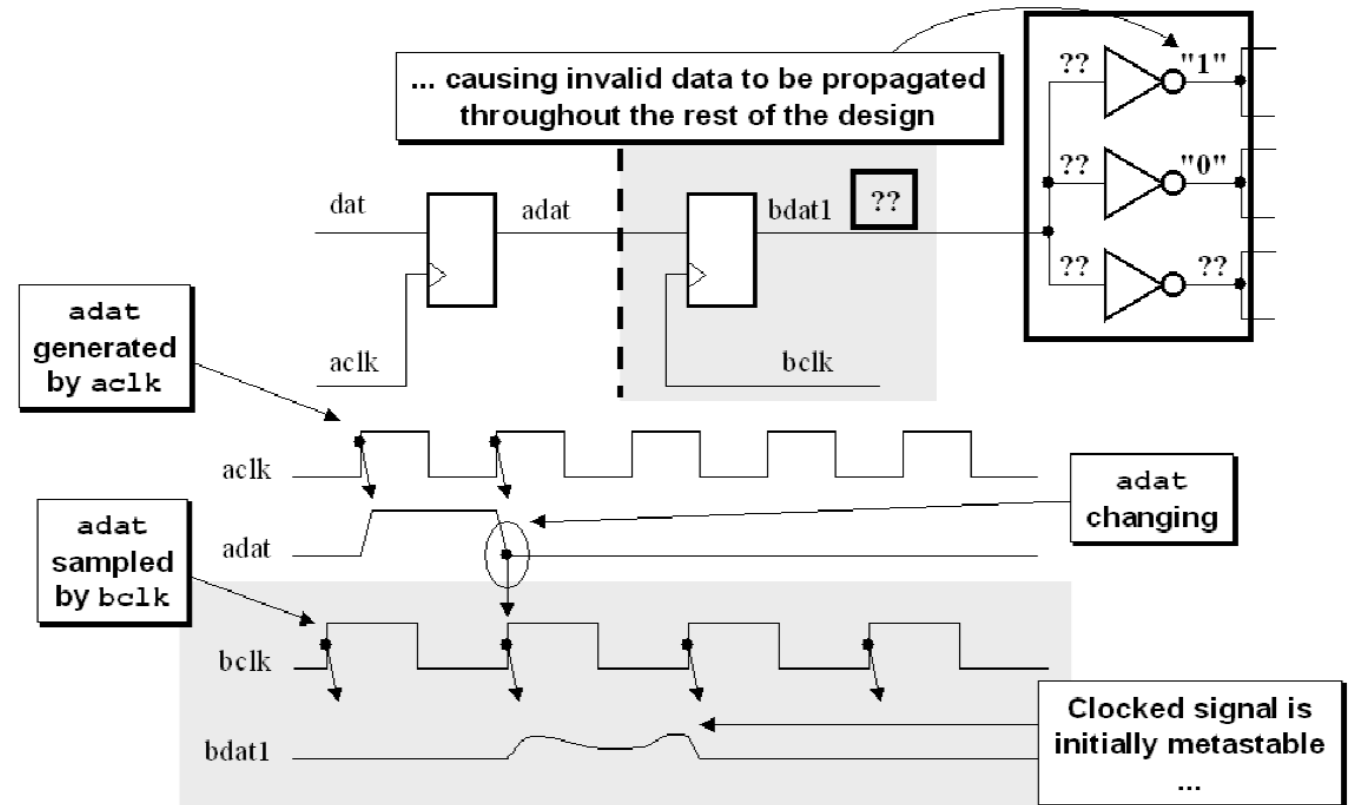 ... causing invalid data to be propagated
throughout the rest of the design
?? "1"
?? "0"
?? ??
dat
adat
bdat1
??
aclk
bclk
adat
generated
by aclk
aclk
adat
changing
adat
adat
sampled
by bclk
bclk
Clocked signal is
initially metastable
...
bdat1